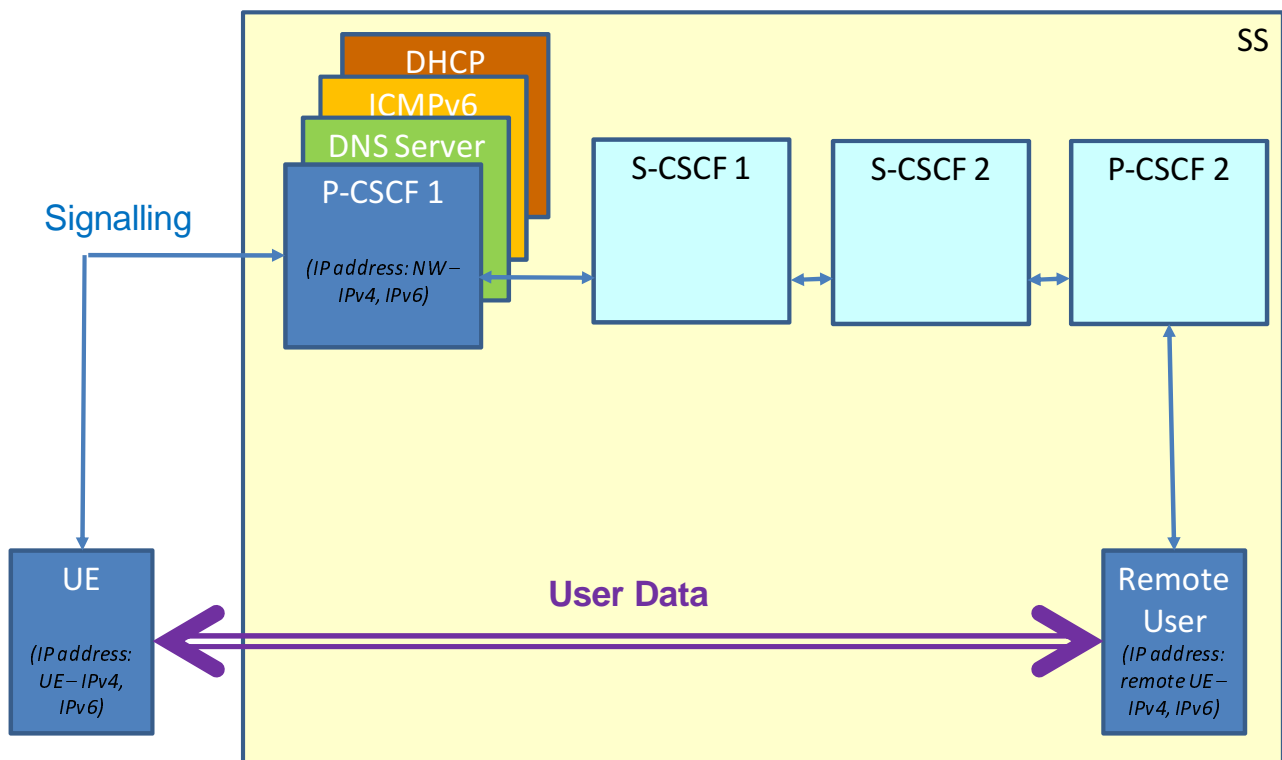 SS
DHCP
ICMPv6
DNS Server
P-CSCF 1
(IP address: NW –
IPv4, IPv6)
S-CSCF 1
S-CSCF 2
P-CSCF 2
Signalling
UE
(IP address:
UE – IPv4,
IPv6)
User Data
Remote
User
(IP address:
remote UE –
IPv4, IPv6)